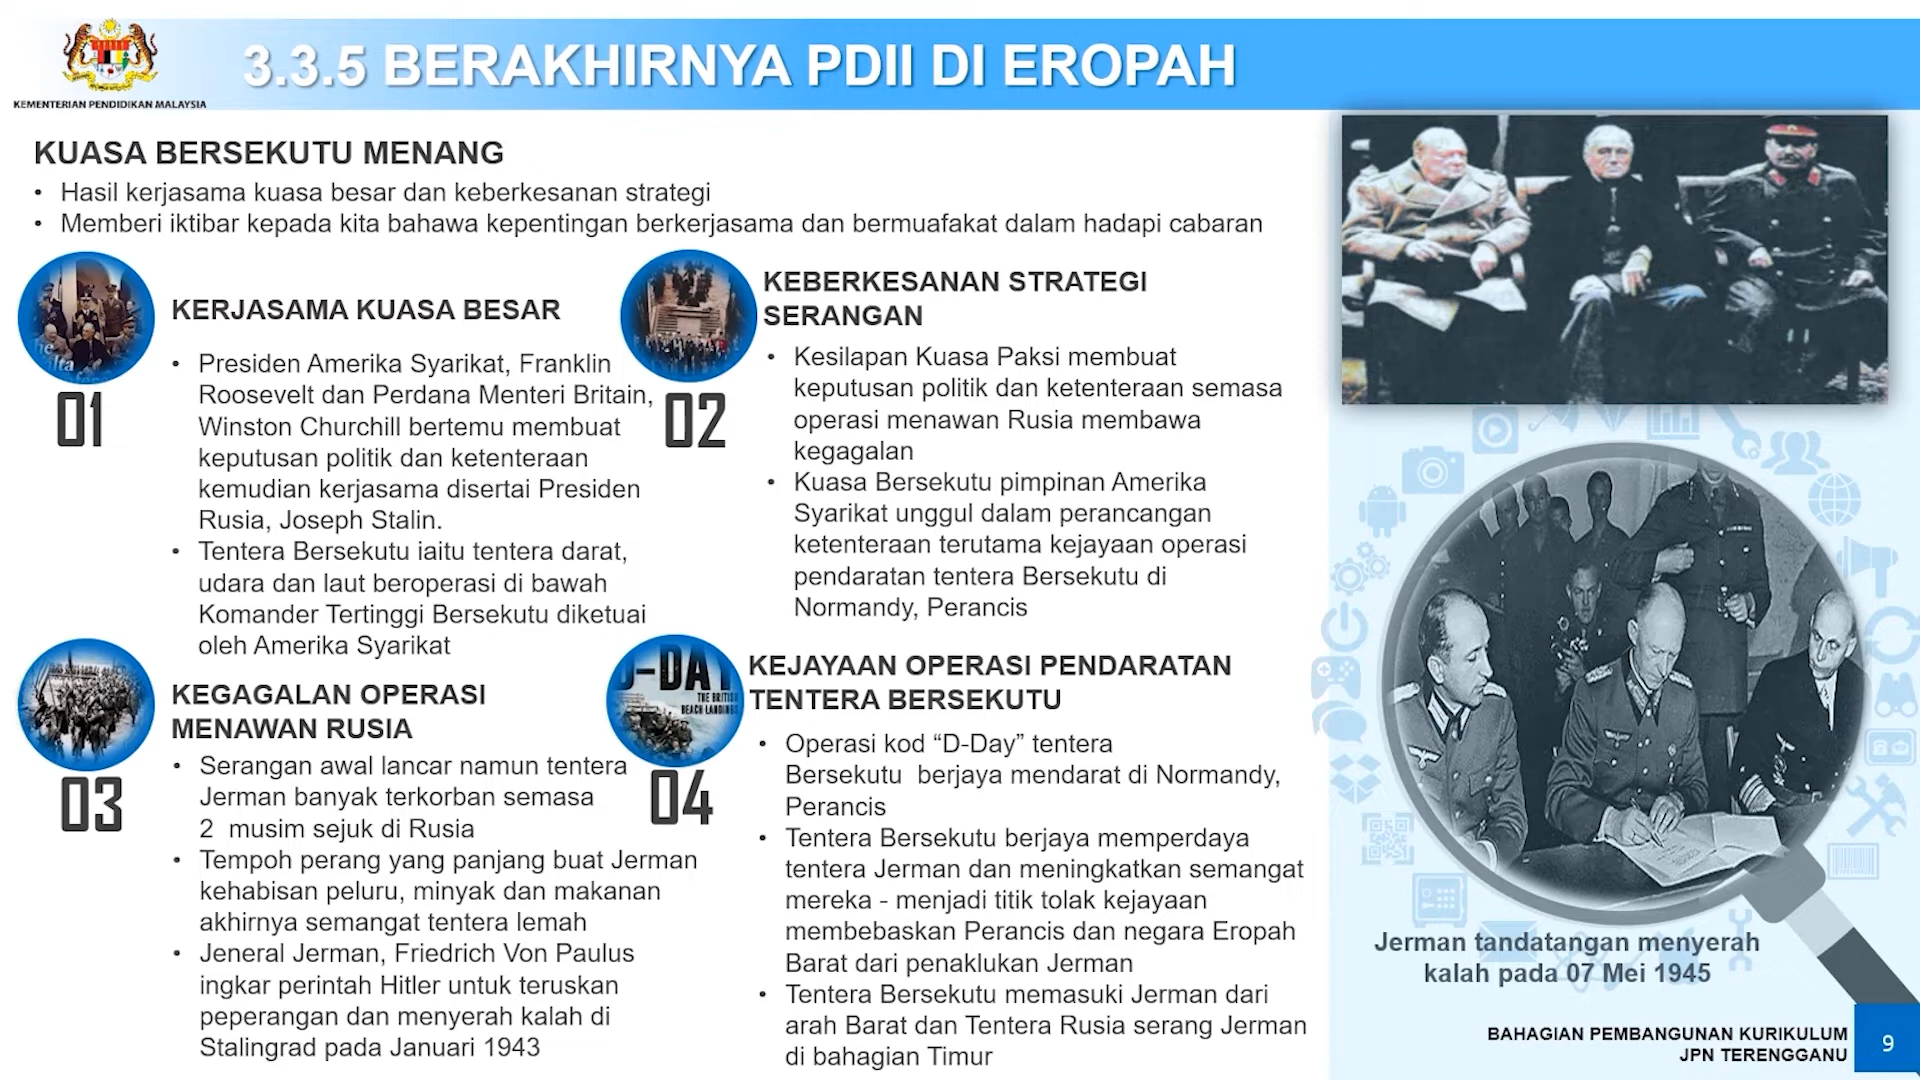 KEMENTERIAN PENDIDIKAN MALAYSIA
3.3.5 BERAKHIRNYA PDII DI EROPAH
KUASA BERSEKUTU MENANG
• Hasil kerjasama kuasa besar dan keberkesanan strategi
• Memberi iktibar kepada kita bahawa kepentingan berkerjasama dan bermuafakat dalam hadapi cabaran
01
KERJASAMA KUASA BESAR
• Presiden Amerika Syarikat, Franklin
Roosevelt dan Perdana Menteri Britain,
Winston Churchill bertemu membuat
keputusan politik dan ketenteraan
kemudian kerjasama disertai Presiden
Rusia, Joseph Stalin.
• Tentera Bersekutu iaitu tentera darat,
udara dan laut beroperasi di bawah
Komander Tertinggi Bersekutu diketuai
oleh Amerika Syarikat
02
KEBERKESANAN STRATEGI
SERANGAN
• Kesilapan Kuasa Paksi membuat
keputusan politik dan ketenteraan semasa
operasi menawan Rusia membawa
kegagalan
• Kuasa Bersekutu pimpinan Amerika
Syarikat unggul dalam perancangan
ketenteraan terutama kejayaan operasi
pendaratan tentera Bersekutu di
Normandy, Perancis
03
KEGAGALAN OPERASI
MENAWAN RUSIA
• Serangan awal lancar namun tentera
Jerman banyak terkorban semasa
2  musim sejuk di Rusia
• Tempoh perang yang panjang buat Jerman
kehabisan peluru, minyak dan makanan
akhirnya semangat tentera lemah
• Jeneral Jerman, Friedrich Von Paulus
ingkar perintah Hitler untuk teruskan
peperangan dan menyerah kalah di
Stalingrad pada Januari 1943
D-DAY
THE BRITISH
BEACH LANDINGS
04
KEJAYAAN OPERASI PENDARATAN
TENTERA BERSEKUTU
• Operasi kod “D-Day” tentera
Bersekutu  berjaya mendarat di Normandy,
Perancis
• Tentera Bersekutu berjaya memperdaya
tentera Jerman dan meningkatkan semangat
mereka - menjadi titik tolak kejayaan
membebaskan Perancis dan negara Eropah
Barat dari penaklukan Jerman
• Tentera Bersekutu memasuki Jerman dari
arah Barat dan Tentera Rusia serang Jerman
di bahagian Timur
Jerman tandatangan menyerah
kalah pada 07 Mei 1945
BAHAGIAN PEMBANGUNAN KURIKULUM
JPN TERENGGANU
9